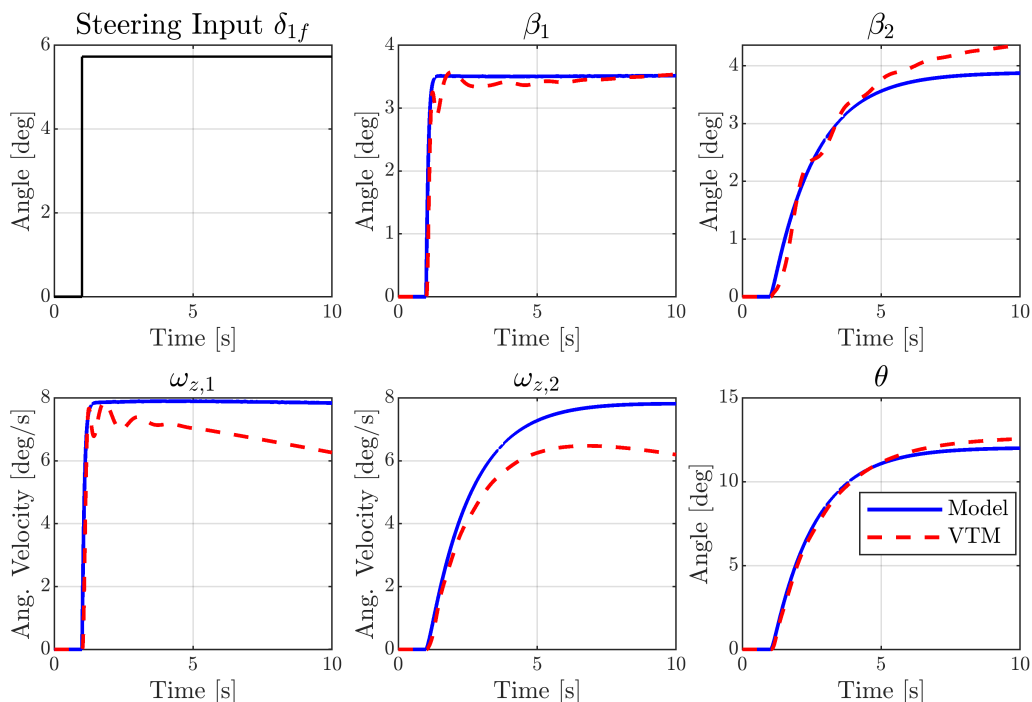 Steering Input δ1f
Angle [deg]
6
4
2
0
0
5
10
Time [s]
β1
Angle [deg]
4
3
2
1
0
0
5
10
Time [s]
β2
Angle [deg]
4
3
2
1
0
0
5
10
Time [s]
ωz,1
Ang. Velocity [deg/s]
8
6
4
2
0
0
5
10
Time [s]
ωz,2
Ang. Velocity [deg/s]
8
6
4
2
0
0
5
10
Time [s]
θ
Angle [deg]
15
10
5
0
0
5
10
Time [s]
Model
VTM